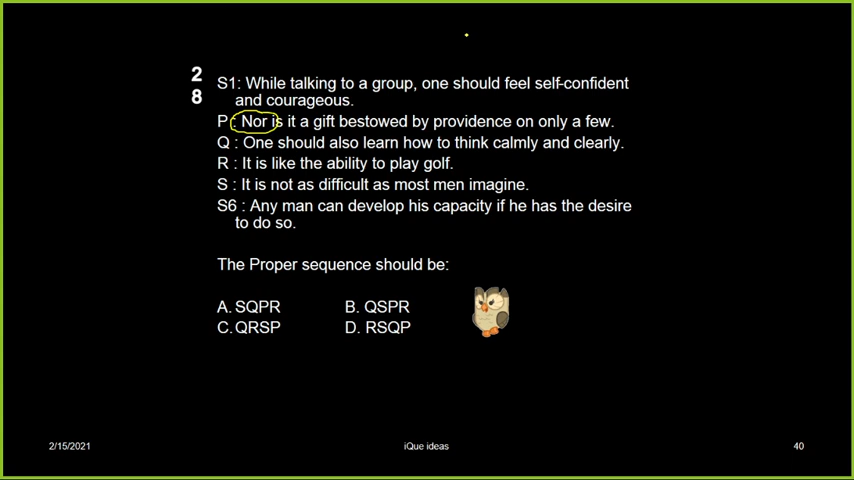 2
8
S1: While talking to a group, one should feel self-confident
and courageous.
P : Nor is it a gift bestowed by providence on only a few.
Q : One should also learn how to think calmly and clearly.
R : It is like the ability to play golf.
S : It is not as difficult as most men imagine.
S6 : Any man can develop his capacity if he has the desire
to do so.
The Proper sequence should be:
A. SQPR B. QSPR
C. QRSP D. RSQP
2/15/2021 iQue ideas 40